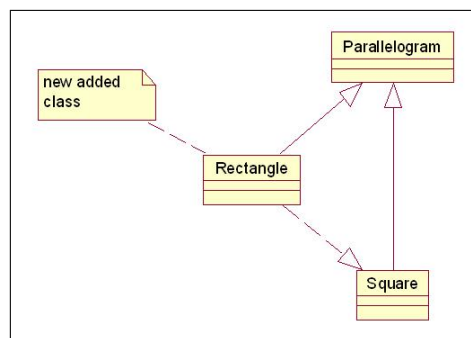 Parallelogram
new added
class
Rectangle
Square